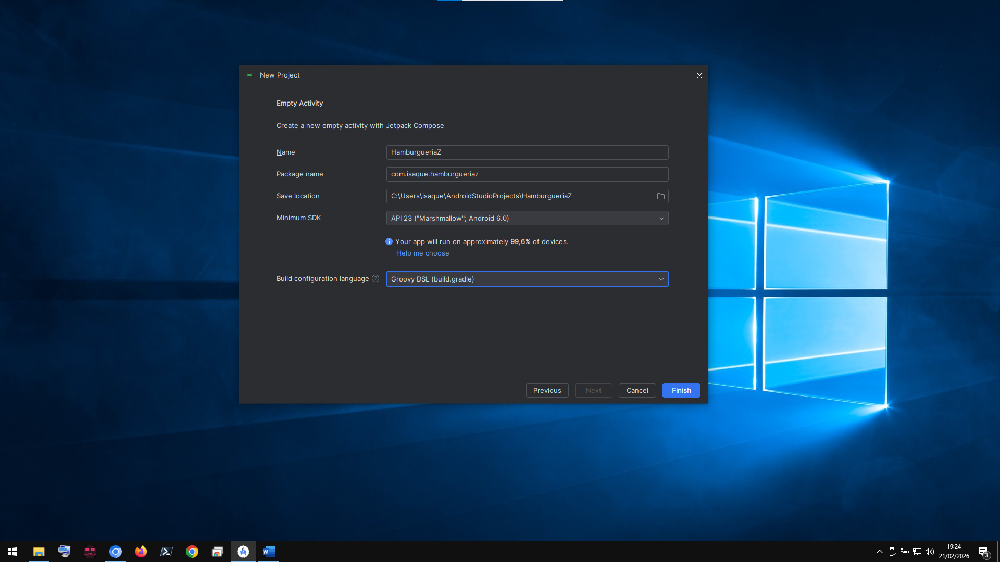 New Project
Empty Activity
Create a new empty activity with Jetpack Compose
Name
HamburgueriaZ
Package name
com.isaque.hamburgueriaz
Save location
C:\Users\isaque\AndroidStudioProjects\HamburgueriaZ
Minimum SDK
API 23 ("Marshmallow"; Android 6.0)
Your app will run on approximately 99,6% of devices.
Help me choose
Build configuration language ?
Groovy DSL (build.gradle)
Previous
Next
Cancel
Finish
19:24
21/02/2026
3